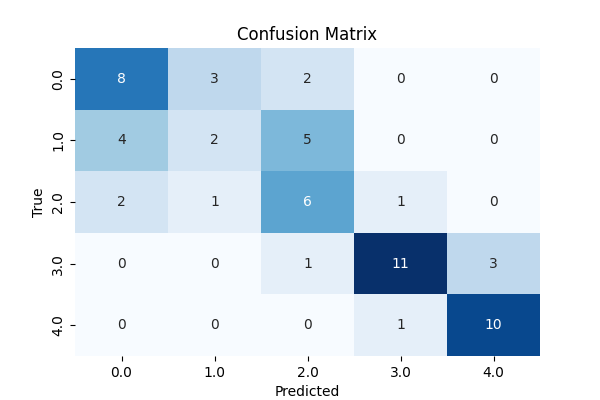 Confusion Matrix
True
0.0 8 3 2 0 0
1.0 4 2 5 0 0
2.0 2 1 6 1 0
3.0 0 0 1 11 3
4.0 0 0 0 1 10
0.0 1.0 2.0 3.0 4.0
Predicted